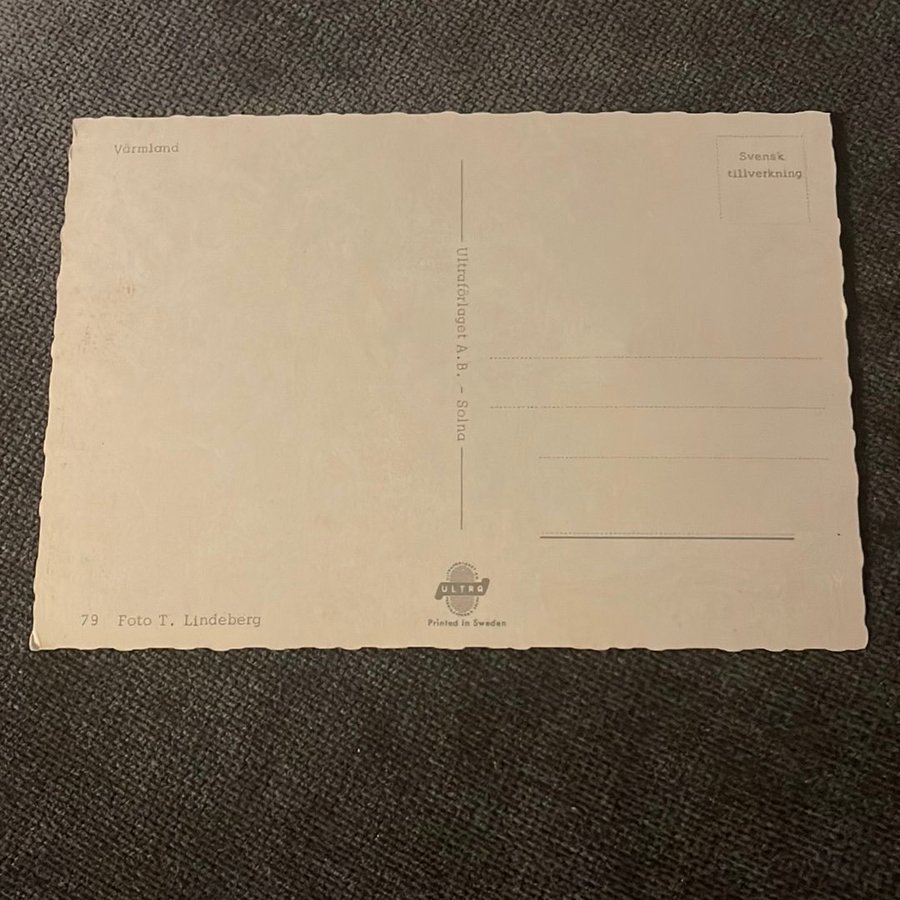 Värmland
Svensk
tillverkning
Ultraförlaget A.B. - Solna
79 Foto T. Lindeberg
ULTRA
Printed in Sweden